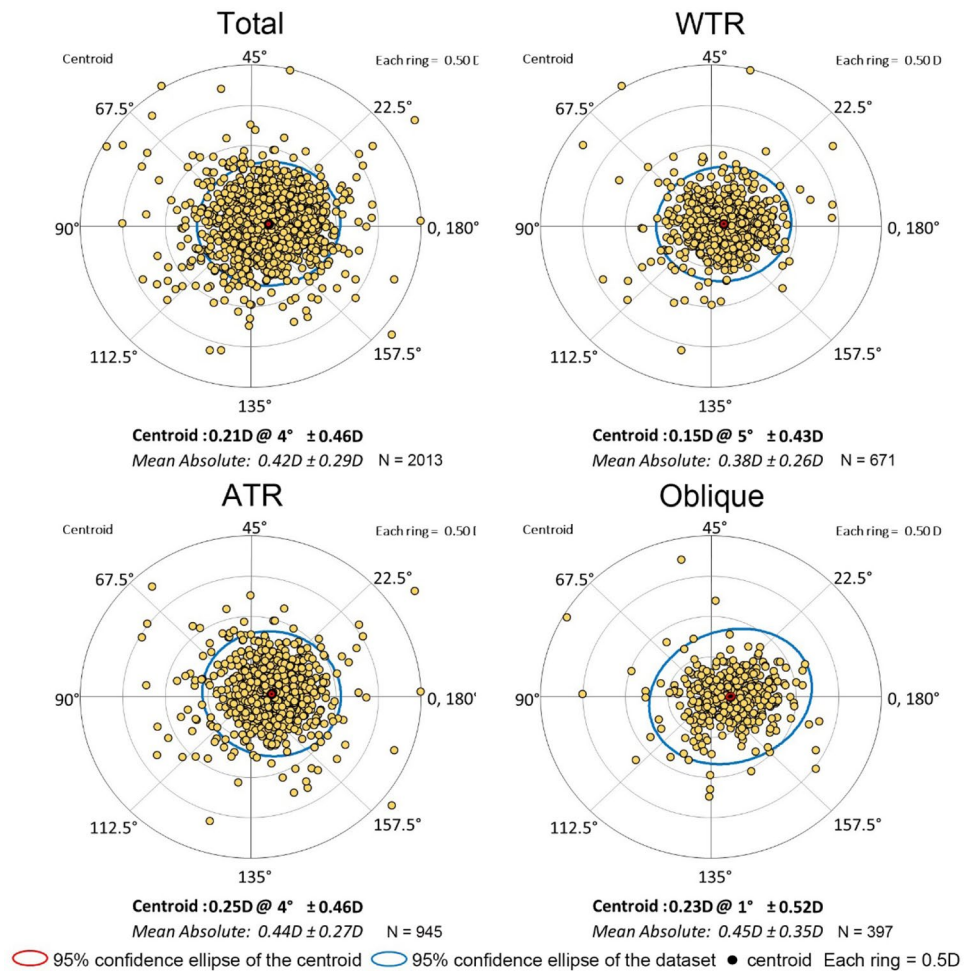 Total
WTR
Centroid
45°
Each ring = 0.50 D
67.5°
22.5°
90°
0, 180°
112.5°
157.5°
135°
Centroid : 0.21D @ 4° ± 0.46D
Mean Absolute: 0.42D ± 0.29D N = 2013
45°
Each ring = 0.50 D
67.5°
22.5°
90°
0, 180°
112.5°
157.5°
135°
Centroid : 0.15D @ 5° ± 0.43D
Mean Absolute: 0.38D ± 0.26D N = 671
ATR
Oblique
Centroid
45°
Each ring = 0.50 D
67.5°
22.5°
90°
0, 180°
112.5°
157.5°
135°
Centroid : 0.25D @ 4° ± 0.46D
Mean Absolute: 0.44D ± 0.27D N = 945
Centroid
45°
Each ring = 0.50 D
67.5°
22.5°
90°
0, 180°
112.5°
157.5°
135°
Centroid : 0.23D @ 1° ± 0.52D
Mean Absolute: 0.45D ± 0.35D N = 397
95% confidence ellipse of the centroid 95% confidence ellipse of the dataset centroid Each ring = 0.5D